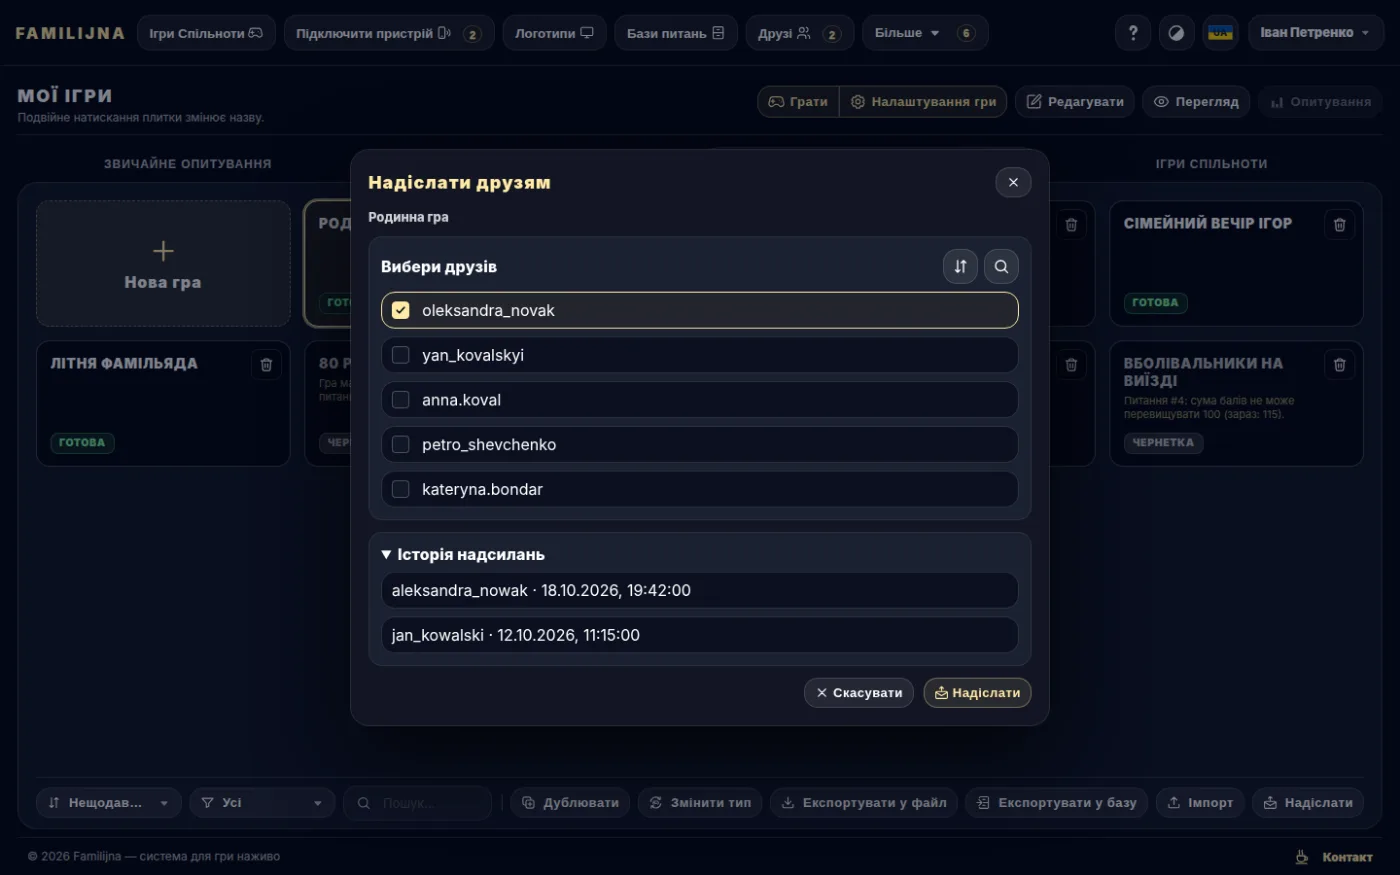 FAMILIJNA
Ігри Спільноти
Підключити пристрій 2
Логотипи
Бази питань
Друзі 2
Більше 6
?
UA
Іван Петренко
МОЇ ІГРИ
Подвійне натискання плитки змінює назву.
Грати
Налаштування гри
Редагувати
Перегляд
Опитування
ЗВИЧАЙНЕ ОПИТУВАННЯ
ІГРИ СПІЛЬНОТИ
Нова гра
СІМЕЙНИЙ ВЕЧІР ІГОР
ГОТОВА
ЛІТНЯ ФАМІЛЬЯДА
ГОТОВА
80
ВБОЛІВАЛЬНИКИ НА
ВИЇЗДІ
Питання #4: сума балів не може
перевищувати 100 (зараз: 115).
ЧЕРНЕТКА
Надіслати друзям
Родинна гра
Вибери друзів
oleksandra_novak
yan_kovalskyi
anna.koval
petro_shevchenko
kateryna.bondar
Історія надсилань
aleksandra_nowak · 18.10.2026, 19:42:00
jan_kowalski · 12.10.2026, 11:15:00
Скасувати
Надіслати
Нещодав...
Усі
Пошук...
Дублювати
Змінити тип
Експортувати у файл
Експортувати у базу
Імпорт
Надіслати
© 2026 Familijna — система для гри наживо
Контакт